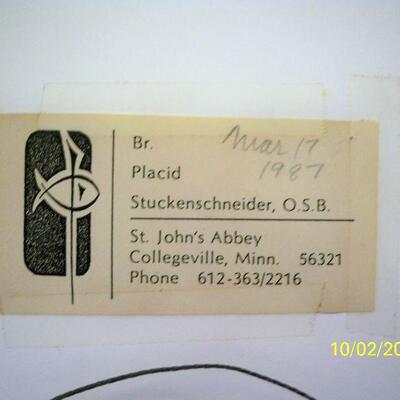 Br.
Mar 17
Placid
1987
Stuckenschneider, O.S.B.
St. John's Abbey
Collegeville, Minn. 56321
Phone 612-363/2216
10/02/20